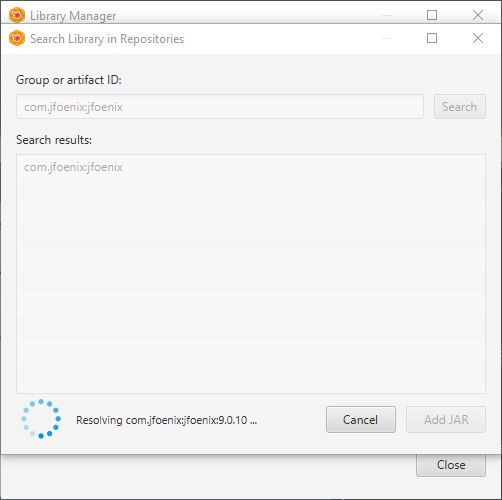 Library Manager
Search Library in Repositories
Group or artifact ID:
com.jfoenix:jfoenix
Search
Search results:
com.jfoenix:jfoenix
Resolving com.jfoenix:jfoenix:9.0.10 ...
Cancel
Add JAR
Close